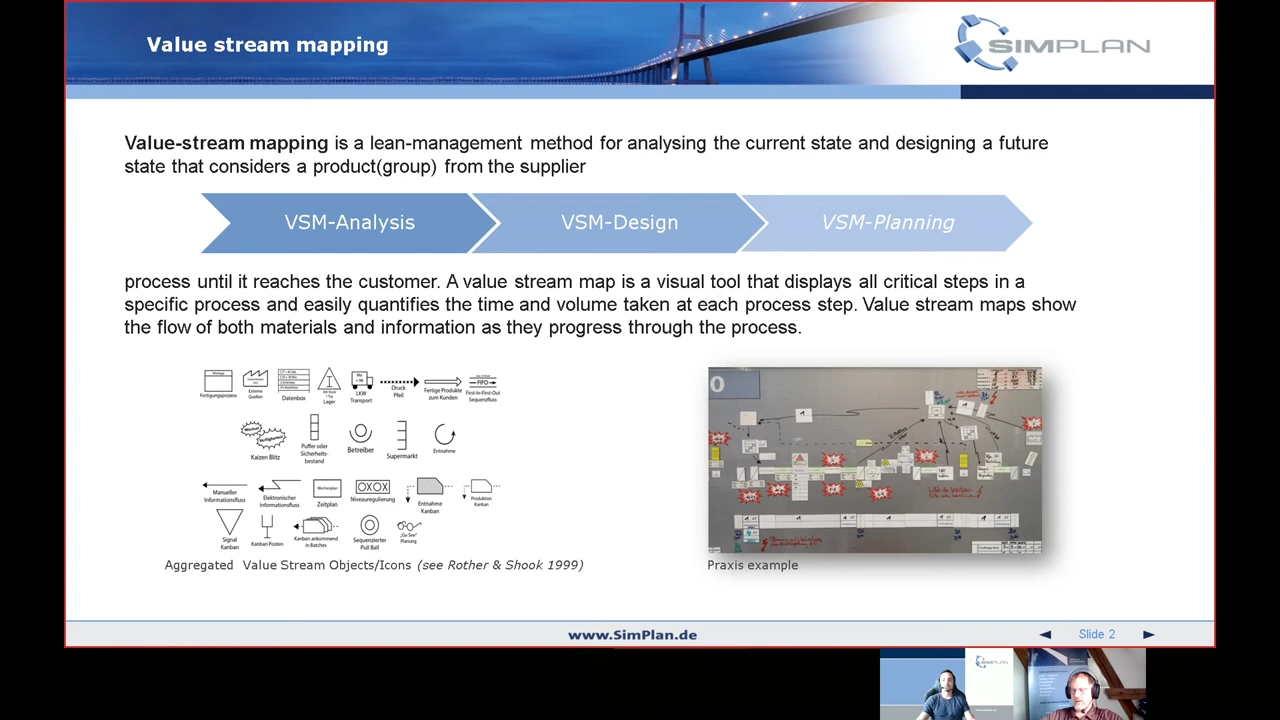 Value stream mapping
SIMPLAN
Value-stream mapping is a lean-management method for analysing the current state and designing a future
state that considers a product(group) from the supplier
VSM-Analysis
VSM-Design
VSM-Planning
process until it reaches the customer. A value stream map is a visual tool that displays all critical steps in a
specific process and easily quantifies the time and volume taken at each process step. Value stream maps show
the flow of both materials and information as they progress through the process.
Fertigungsprozess
Externe
Quellen
Datenbox
Lager
LKW
Transport
Druck
Pfeil
Fertige Produkte
zum Kunden
FIFO
First-In-First-Out
Sequenzfluss
Kaizen Blitz
Puffer oder
Sicherheits-
bestand
Betreiber
Supermarkt
Entnahme
Manueller
Informationsfluss
Elektronischer
Informationsfluss
Wochenplan
Zeitplan
OXOX
Niveauregulierung
Entnahme
Kanban
Produktion
Kanban
Signal
Kanban
Kanban Posten
Kanban ankommend
in Batches
Sequenzierter
Pull Ball
„Go See"
Planung
Aggregated Value Stream Objects/Icons (see Rother & Shook 1999)
Praxis example
www.SimPlan.de
Slide 2
SIMPLAN